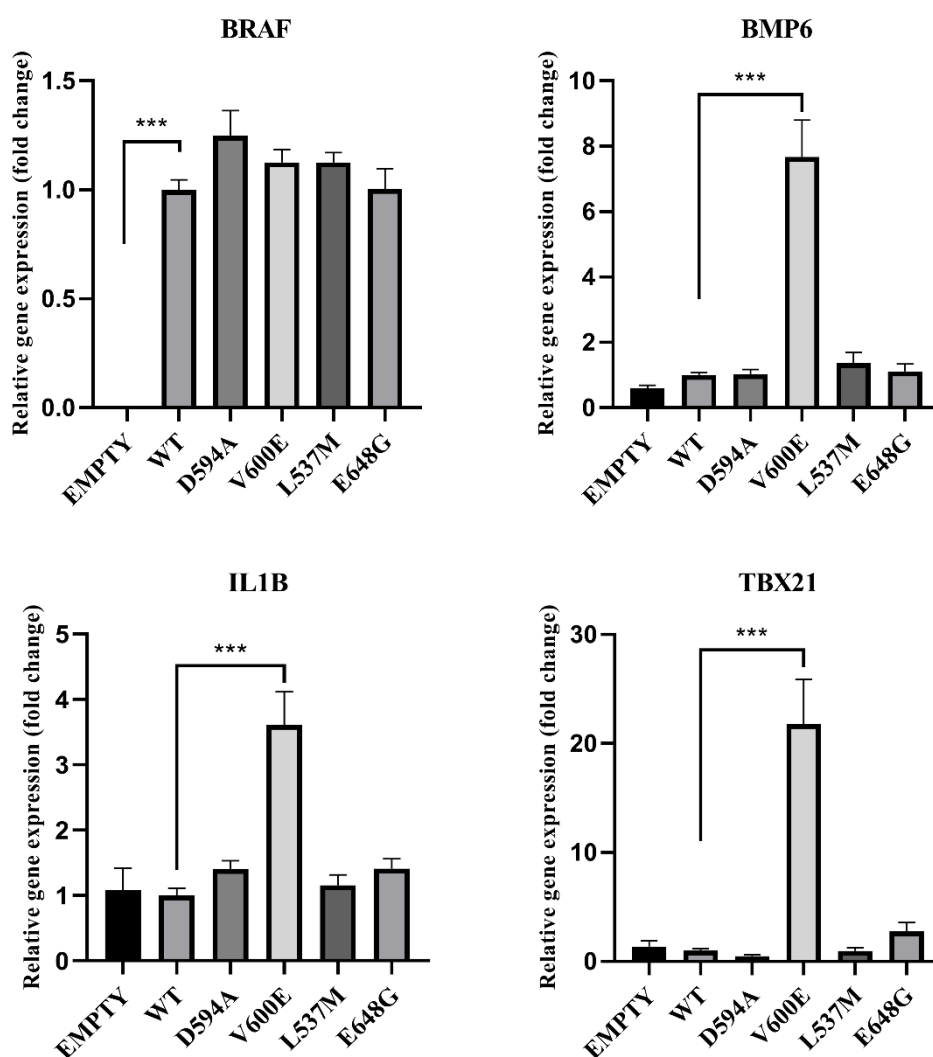 BRAF
Relative gene expression (fold change)
1.5
1.0
0.5
0.0
***
EMPTY
WT
D594A
V600E
L537M
E648G
BMP6
Relative gene expression (fold change)
10
8
6
4
2
0
***
EMPTY
WT
D594A
V600E
L537M
E648G
IL1B
Relative gene expression (fold change)
5
4
3
2
1
0
***
EMPTY
WT
D594A
V600E
L537M
E648G
TBX21
Relative gene expression (fold change)
30
20
10
0
***
EMPTY
WT
D594A
V600E
L537M
E648G